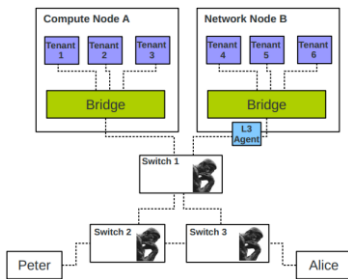 Compute Node A
Network Node B
Tenant
1
Tenant
2
Tenant
3
Tenant
4
Tenant
5
Tenant
6
Bridge
Bridge
L3
Agent
Switch 1
Switch 2
Switch 3
Peter
Alice